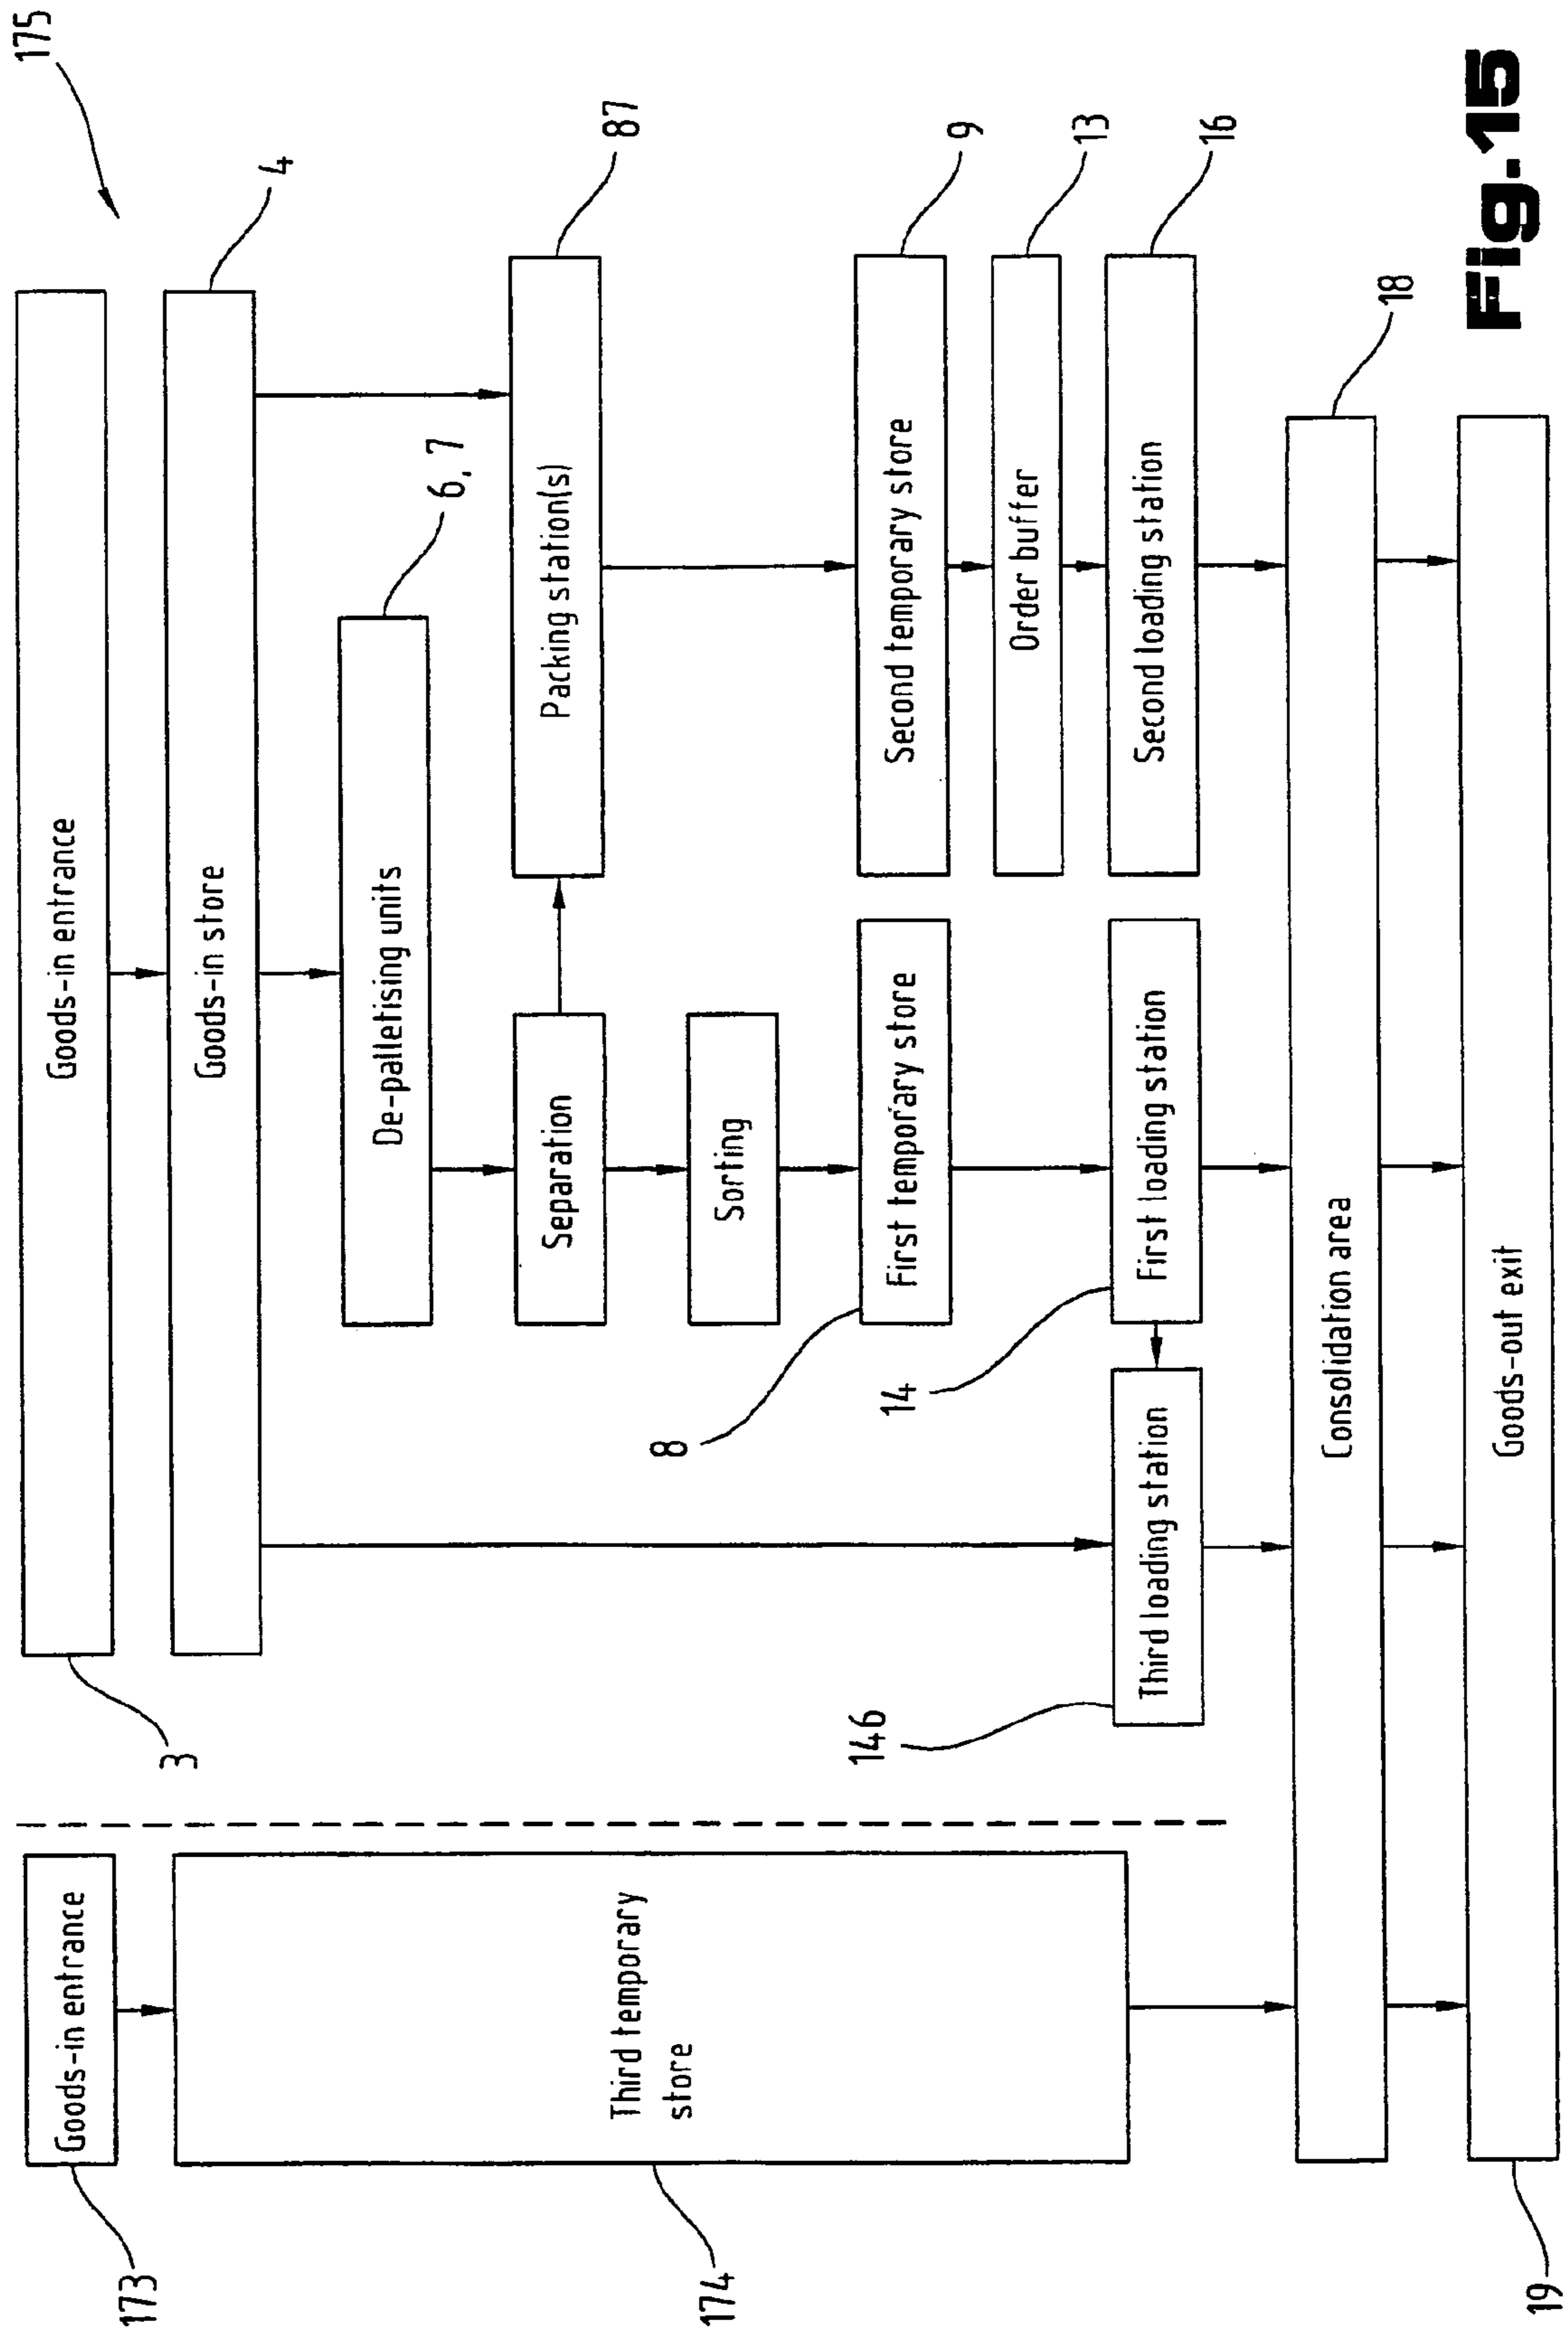 175
Goods-in entrance
3
Goods-in entrance
173
Goods-in store
4
De-palletising units
6, 7
Separation
Packing station(s)
87
Sorting
Third temporary
store
174
First temporary store
8
Second temporary store
9
Order buffer
13
Third loading station
146
First loading station
14
Second loading station
16
Consolidation area
18
Goods-out exit
19
Fig.15